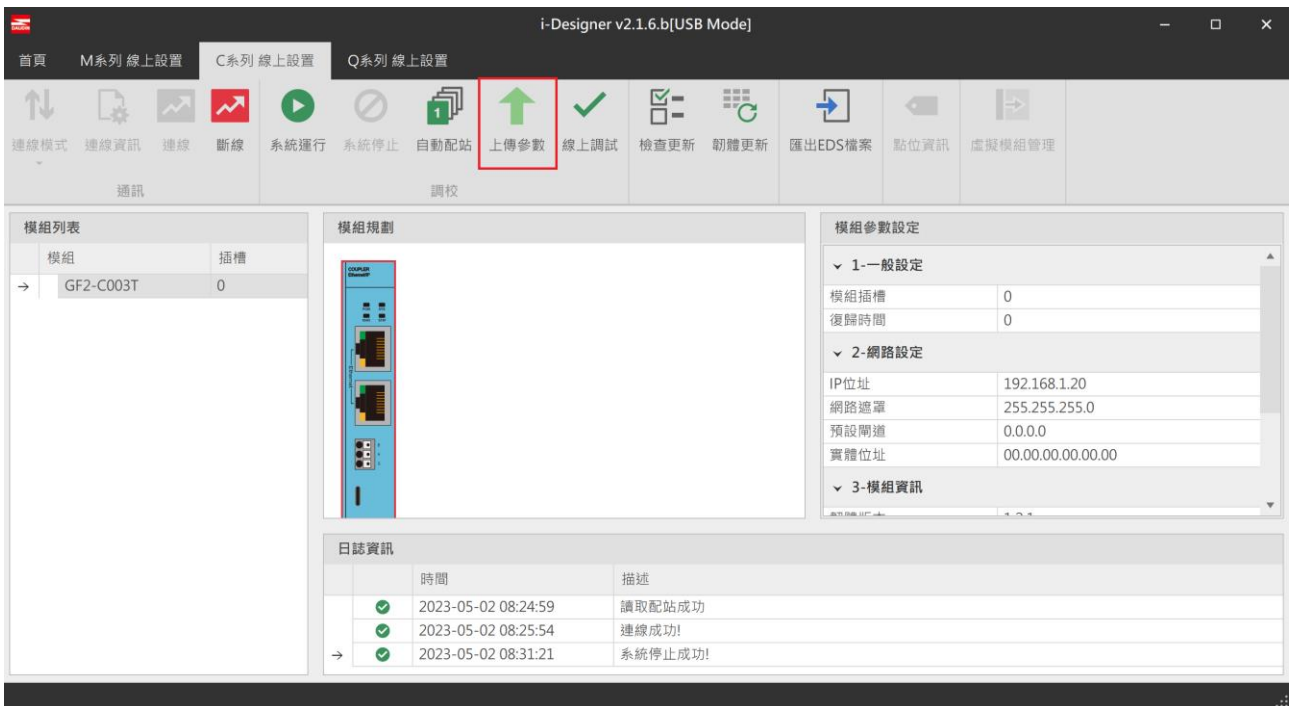 i-Designer v2.1.6.b[USB Mode]
首頁 M系列 線上設置 C系列 線上設置 Q系列 線上設置
連線模式 連線資訊 連線 斷線 系統運行 系統停止 自動配站 上傳參數 線上調試 檢查更新 韌體更新 匯出EDS檔案 點位資訊 虛擬模組管理
通訊 調校
模組列表
模組 插槽
GF2-C003T 0
模組規劃
COUPLER
Ethernet/IP
Ethernet
模組參數設定
1-一般設定
模組插槽 0
復歸時間 0
2-網路設定
IP位址 192.168.1.20
網路遮罩 255.255.255.0
預設閘道 0.0.0.0
實體位址 00.00.00.00.00.00
3-模組資訊
日誌資訊
時間 描述
2023-05-02 08:24:59 讀取配站成功
2023-05-02 08:25:54 連線成功!
2023-05-02 08:31:21 系統停止成功!